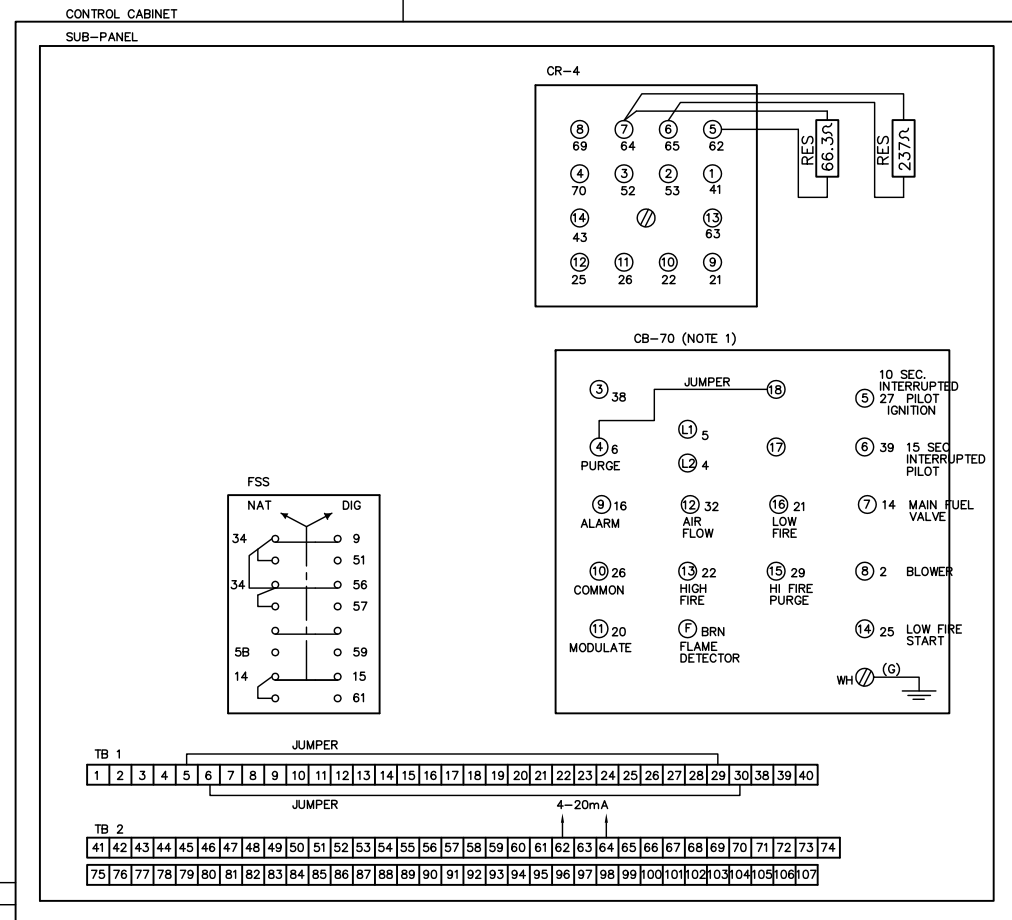 CONTROL CABINET
SUB-PANEL
CR-4
8 7 6 5
69 64 65 62
4 3 2 1
70 52 53 41
14 13
43 63
12 11 10 9
25 26 22 21
RES 66.3Ω
RES 237Ω
CB-70 (NOTE 1)
3 38
JUMPER
18
5 27
10 SEC.
INTERRUPTED
PILOT
IGNITION
L1 5
4 6
PURGE
L2 4
17
6 39
15 SEC
INTERRUPTED
PILOT
9 16
ALARM
12 32
AIR
FLOW
16 21
LOW
FIRE
7 14
MAIN FUEL
VALVE
10 26
COMMON
13 22
HIGH
FIRE
15 29
HI FIRE
PURGE
8 2 BLOWER
11 20
MODULATE
F BRN
FLAME
DETECTOR
14 25
LOW FIRE
START
WH (G)
FSS
NAT DIG
34 9
51
34 56
57
5B 59
14 15
61
JUMPER
TB 1
1 2 3 4 5 6 7 8 9 10 11 12 13 14 15 16 17 18 19 20 21 22 23 24 25 26 27 28 29 30 38 39 40
JUMPER
4-20mA
TB 2
41 42 43 44 45 46 47 48 49 50 51 52 53 54 55 56 57 58 59 60 61 62 63 64 65 66 67 68 69 70 71 72 73 74
75 76 77 78 79 80 81 82 83 84 85 86 87 88 89 90 91 92 93 94 95 96 97 98 99 100 101 102 103 104 105 106 107